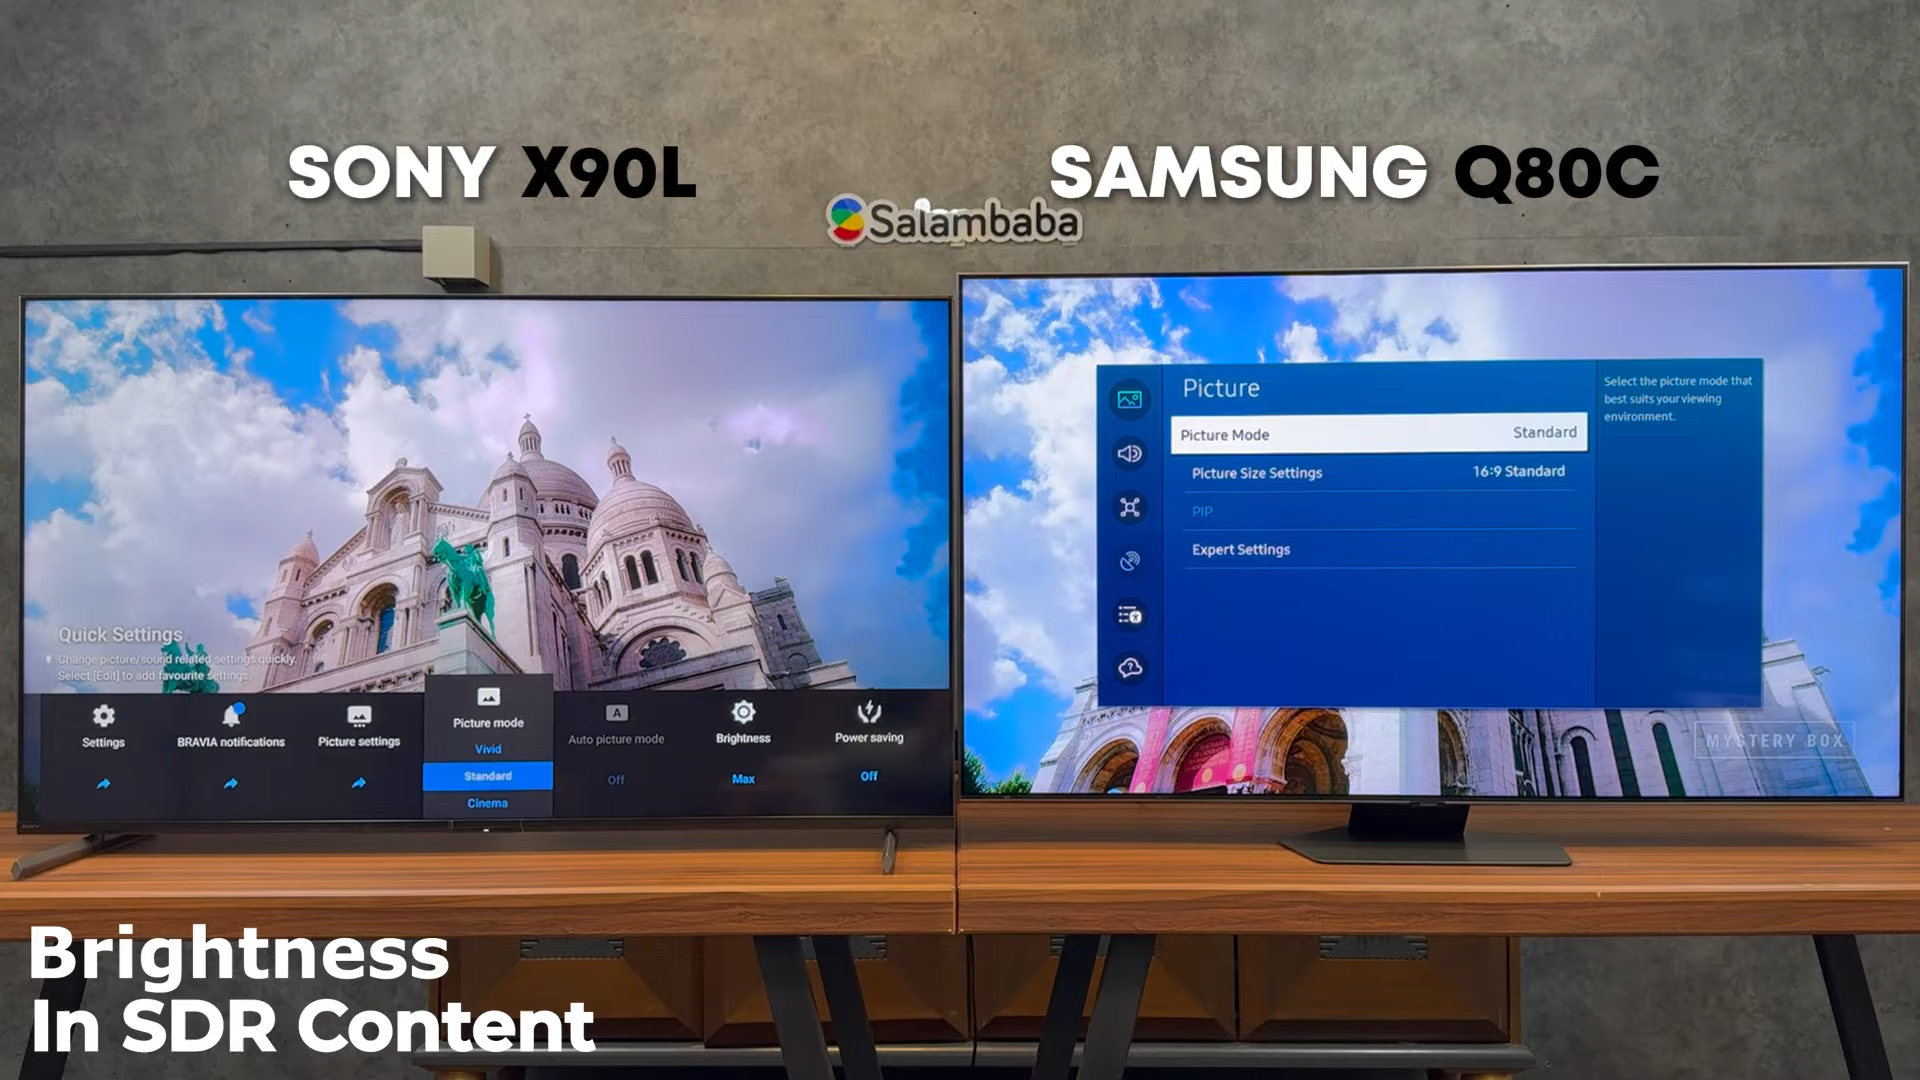 SONY X90L
SAMSUNG Q80C
Salambaba
Quick Settings
Change picture/sound related settings quickly.
Select [Edit] to add favourite settings.
Settings
BRAVIA notifications
Picture settings
Picture mode
Vivid
Standard
Cinema
A
Auto picture mode
Off
Brightness
Max
Power saving
Off
SONY
Picture
Picture Mode Standard
Picture Size Settings 16:9 Standard
PIP
Expert Settings
Select the picture mode that
best suits your viewing
environment.
MYSTERY BOX
Brightness
In SDR Content